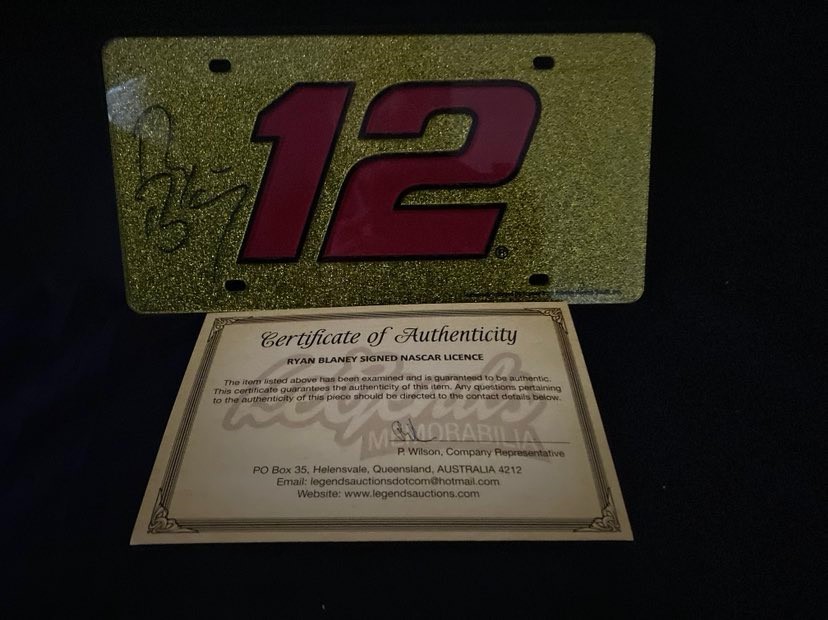 12
Certificate of Authenticity
RYAN BLANEY SIGNED NASCAR LICENCE
The item listed above has been examined and is guaranteed to be authentic.
This certificate guarantees the authenticity of this item. Any questions pertaining
to the authenticity of this piece should be directed to the contact details below.
Legends
MEMORABILIA
P. Wilson, Company Representative
PO Box 35, Helensvale, Queensland, AUSTRALIA 4212
Email: legendsauctionsdotcom@hotmail.com
Website: www.legendsauctions.com